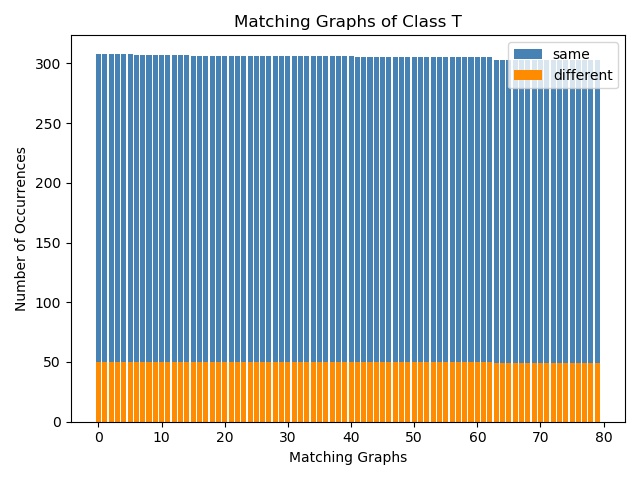 Matching Graphs of Class T
same
different
Number of Occurrences
300
250
200
150
100
50
0
0 10 20 30 40 50 60 70 80
Matching Graphs